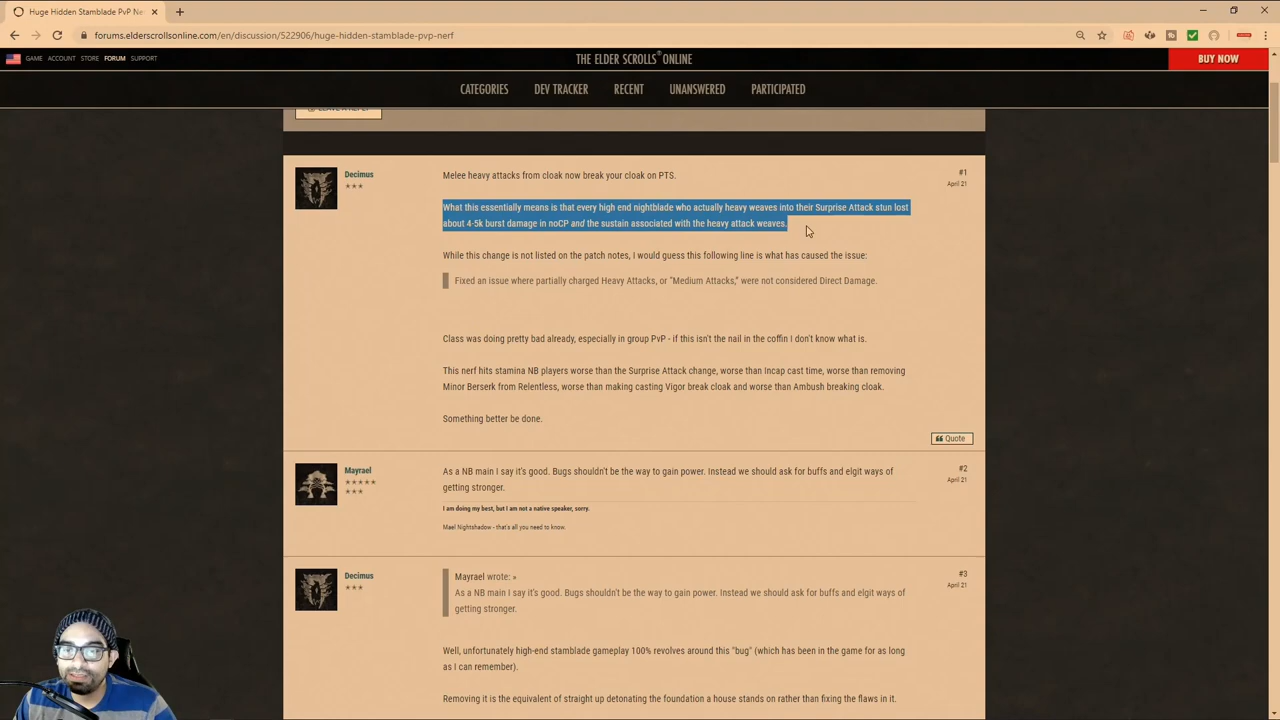 Huge Hidden Stamblade PvP Ner
forums.elderscrollsonline.com/en/discussion/522906/huge-hidden-stamblade-pvp-nerf
GAME ACCOUNT STORE FORUM SUPPORT
THE ELDER SCROLLS® ONLINE
BUY NOW
CATEGORIES DEV TRACKER RECENT UNANSWERED PARTICIPATED
LEAVE A REPLY
Decimus
Melee heavy attacks from cloak now break your cloak on PTS.
#1
April 21
What this essentially means is that every high end nightblade who actually heavy weaves into their Surprise Attack stun lost
about 4-5k burst damage in noCP and the sustain associated with the heavy attack weaves.
While this change is not listed on the patch notes, I would guess this following line is what has caused the issue:
Fixed an issue where partially charged Heavy Attacks, or "Medium Attacks," were not considered Direct Damage.
Class was doing pretty bad already, especially in group PvP - if this isn't the nail in the coffin I don't know what is.
This nerf hits stamina NB players worse than the Surprise Attack change, worse than Incap cast time, worse than removing
Minor Berserk from Relentless, worse than making casting Vigor break cloak and worse than Ambush breaking cloak.
Something better be done.
Quote
Mayrael
As a NB main I say it's good. Bugs shouldn't be the way to gain power. Instead we should ask for buffs and elgit ways of
getting stronger.
#2
April 21
I am doing my best, but I am not a native speaker, sorry.
Mael Nightshadow - that's all you need to know.
Decimus
#3
April 21
Mayrael wrote: »
As a NB main I say it's good. Bugs shouldn't be the way to gain power. Instead we should ask for buffs and elgit ways of
getting stronger.
Well, unfortunately high-end stamblade gameplay 100% revolves around this "bug" (which has been in the game for as long
as I can remember).
Removing it is the equivalent of straight up detonating the foundation a house stands on rather than fixing the flaws in it.